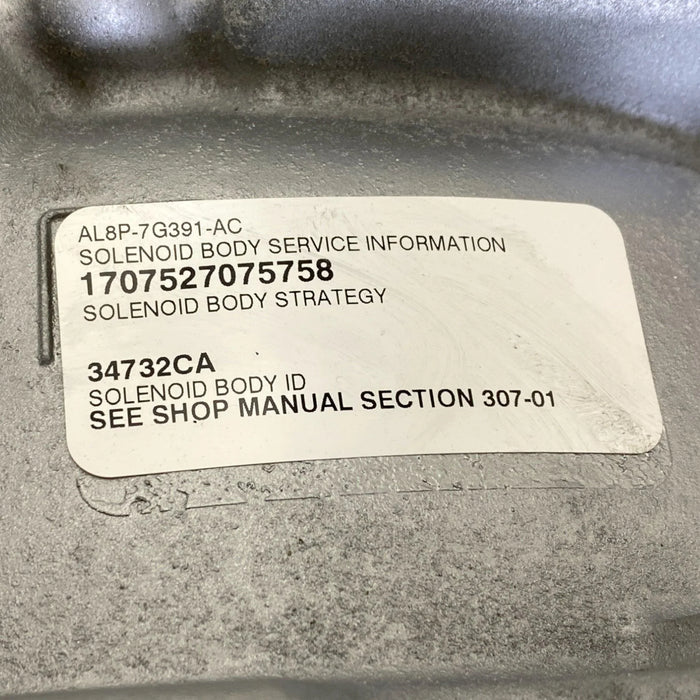 AL8P-7G391-AC
SOLENOID BODY SERVICE INFORMATION
1707527075758
SOLENOID BODY STRATEGY
34732CA
SOLENOID BODY ID
SEE SHOP MANUAL SECTION 307-01